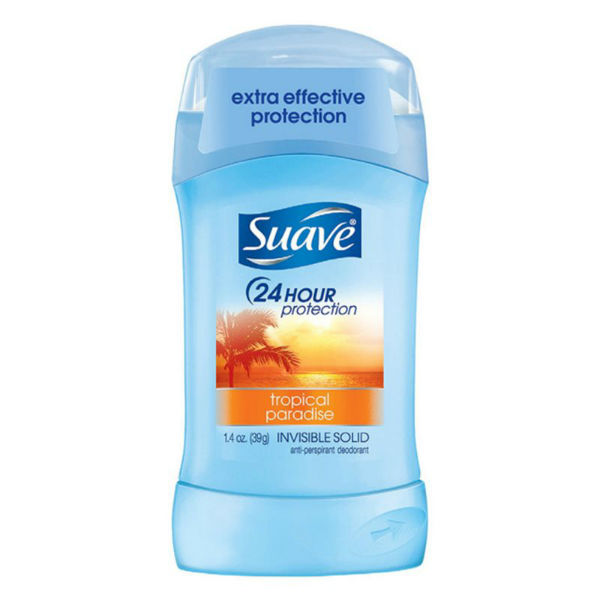 extra effective
protection
Suave®
24 HOUR
protection
tropical
paradise
1.4 oz. (39g) INVISIBLE SOLID
anti-perspirant deodorant